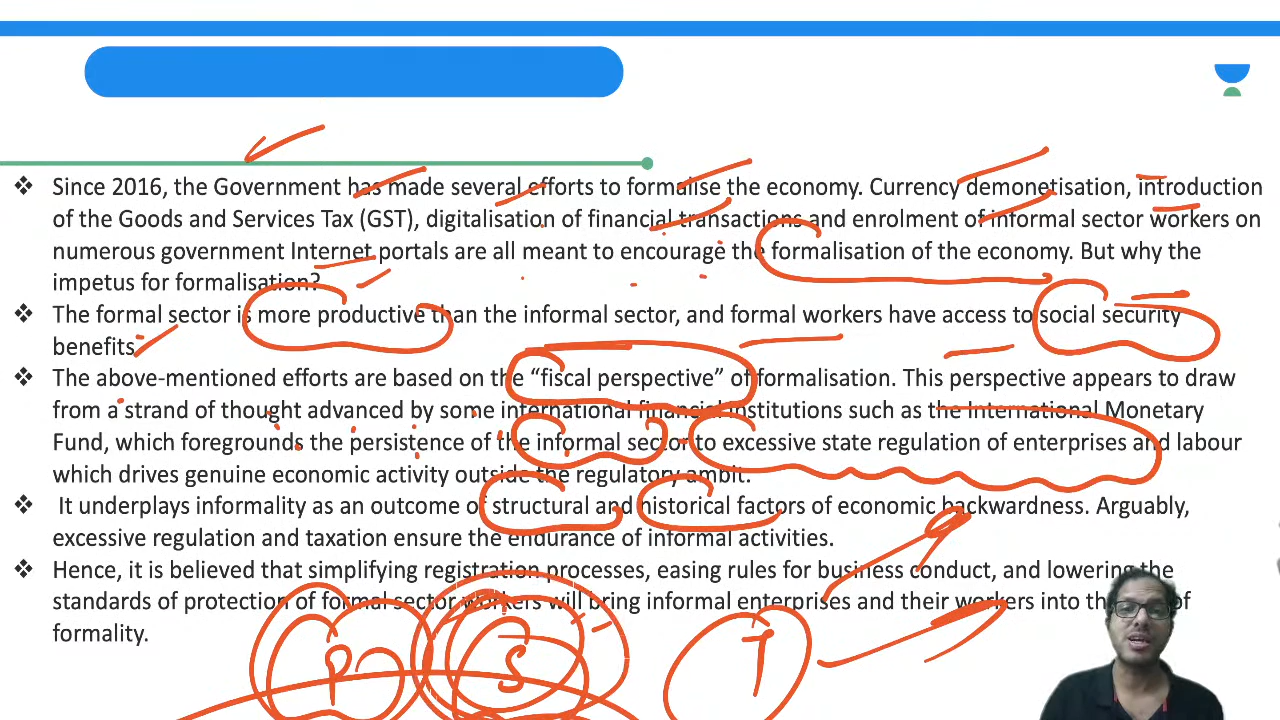 ❖ Since 2016, the Government has made several efforts to formalise the economy. Currency demonetisation, introduction
of the Goods and Services Tax (GST), digitalisation of financial transactions and enrolment of informal sector workers on
numerous government Internet portals are all meant to encourage the formalisation of the economy. But why the
impetus for formalisation?
❖ The formal sector is more productive than the informal sector, and formal workers have access to social security
benefits.
❖ The above-mentioned efforts are based on the “fiscal perspective” of formalisation. This perspective appears to draw
from a strand of thought advanced by some international financial institutions such as the International Monetary
Fund, which foregrounds the persistence of the informal sector to excessive state regulation of enterprises and labour
which drives genuine economic activity outside the regulatory ambit.
❖ It underplays informality as an outcome of structural and historical factors of economic backwardness. Arguably,
excessive regulation and taxation ensure the endurance of informal activities.
❖ Hence, it is believed that simplifying registration processes, easing rules for business conduct, and lowering the
standards of protection of formal sector workers will bring informal enterprises and their workers into of
formality.
P S T